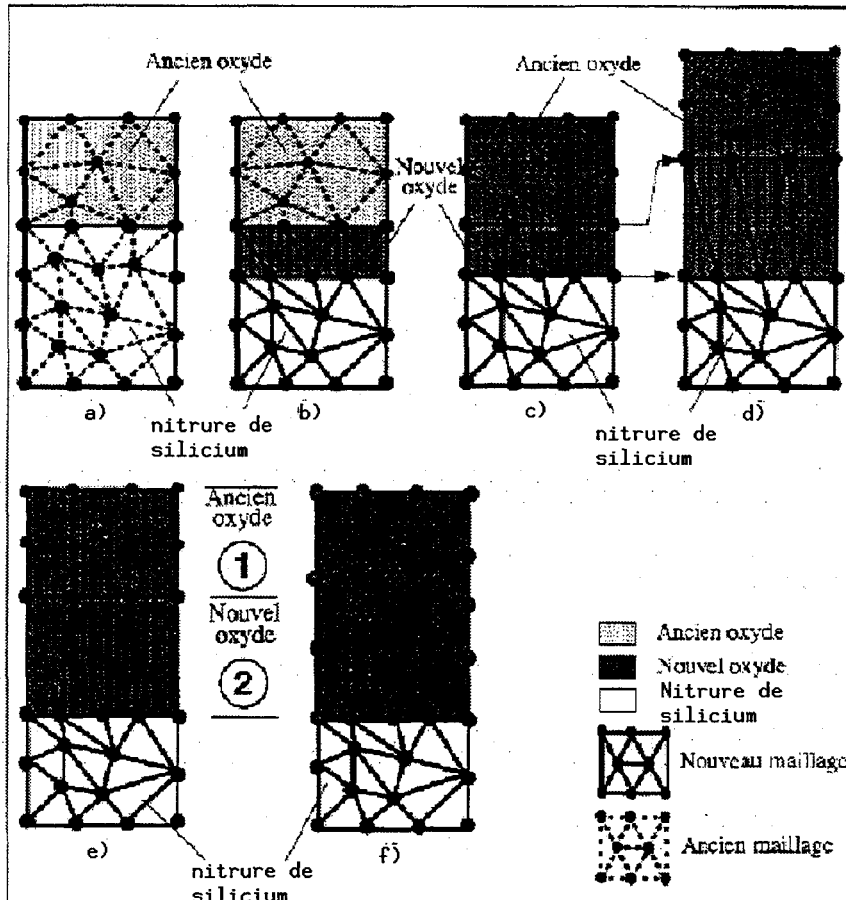 Ancien oxyde
Ancien oxyde
Nouvel
oxyde
a)
b)
c)
d)
nitrure de
silicium
nitrure de
silicium
Ancien
oxyde
1
Nouvel
oxyde
2
Ancien oxyde
Nouvel oxyde
Nitrure de
silicium
Nouveau maillage
Ancien maillage
e)
f)
nitrure de
silicium